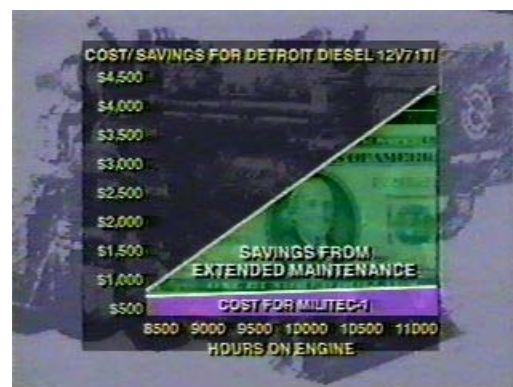 COST/SAVINGS FOR DETROIT DIESEL 12V71TI
$4,500
$4,000
$3,500
$3,000
$2,500
$2,000
$1,500
$1,000
$500
SAVINGS FROM
EXTENDED MAINTENANCE
COST FOR MILITEC-1
8500 9000 9500 10000 10500 11000
HOURS ON ENGINE